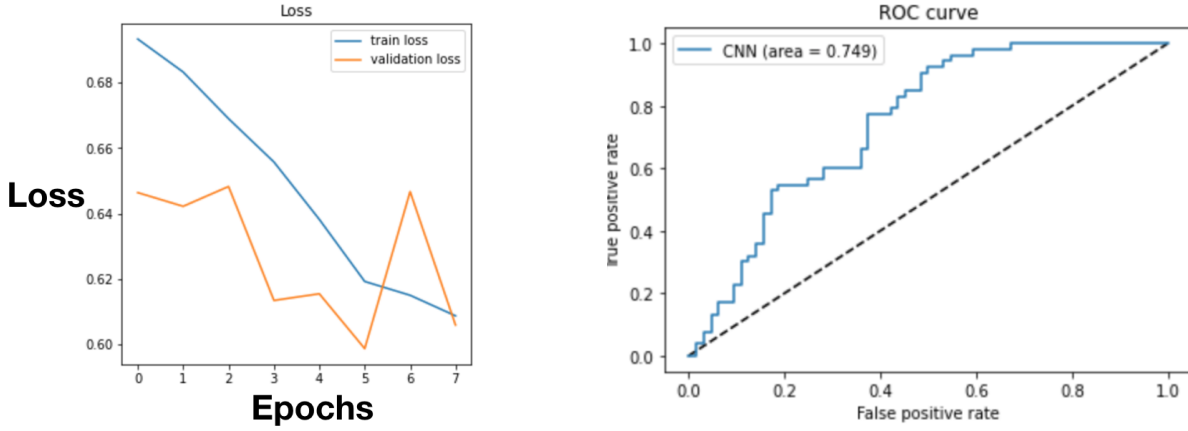 Loss
train loss
validation loss
0.68
0.66
0.64
0.62
0.60
Loss
0 1 2 3 4 5 6 7
Epochs
ROC curve
CNN (area = 0.749)
1.0
0.8
0.6
0.4
0.2
0.0
True positive rate
0.0 0.2 0.4 0.6 0.8 1.0
False positive rate